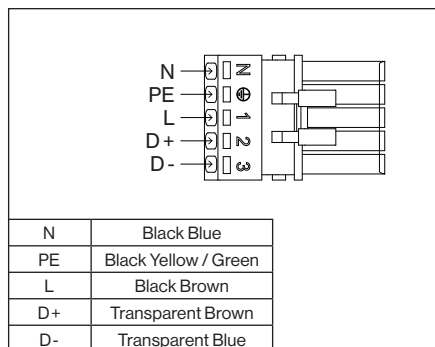 N N
PE ⏚
L 1
D+ 2
D- 3
N Black Blue
PE Black Yellow / Green
L Black Brown
D+ Transparent Brown
D- Transparent Blue